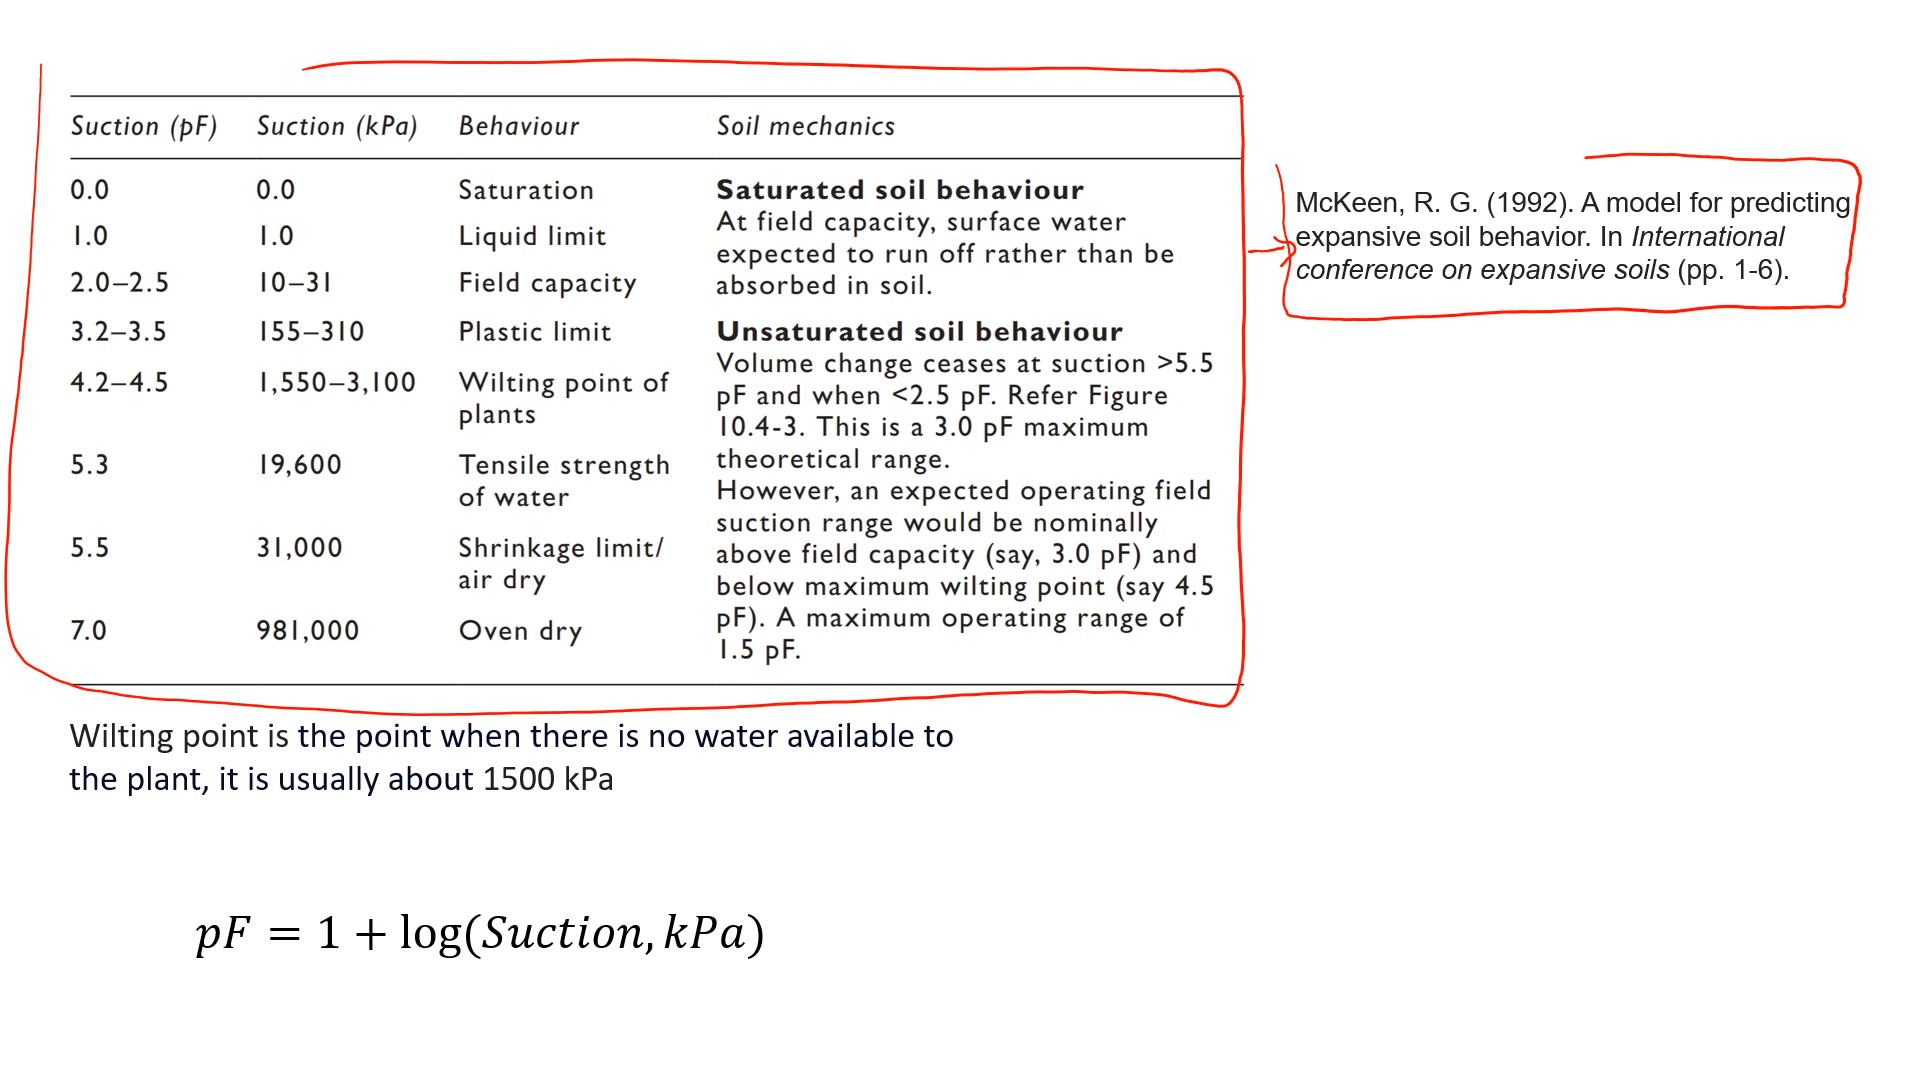 Suction (pF) Suction (kPa) Behaviour Soil mechanics
0.0 0.0 Saturation Saturated soil behaviour
At field capacity, surface water
1.0 1.0 Liquid limit expected to run off rather than be
2.0–2.5 10–31 Field capacity absorbed in soil.
3.2–3.5 155–310 Plastic limit Unsaturated soil behaviour
Volume change ceases at suction >5.5
4.2–4.5 1,550–3,100 Wilting point of pF and when <2.5 pF. Refer Figure
plants 10.4-3. This is a 3.0 pF maximum
5.3 19,600 Tensile strength theoretical range.
of water However, an expected operating field
suction range would be nominally
5.5 31,000 Shrinkage limit/ above field capacity (say, 3.0 pF) and
air dry below maximum wilting point (say 4.5
7.0 981,000 Oven dry pF). A maximum operating range of
1.5 pF.
McKeen, R. G. (1992). A model for predicting
expansive soil behavior. In International
conference on expansive soils (pp. 1-6).
Wilting point is the point when there is no water available to
the plant, it is usually about 1500 kPa
pF = 1 + log(Suction, kPa)